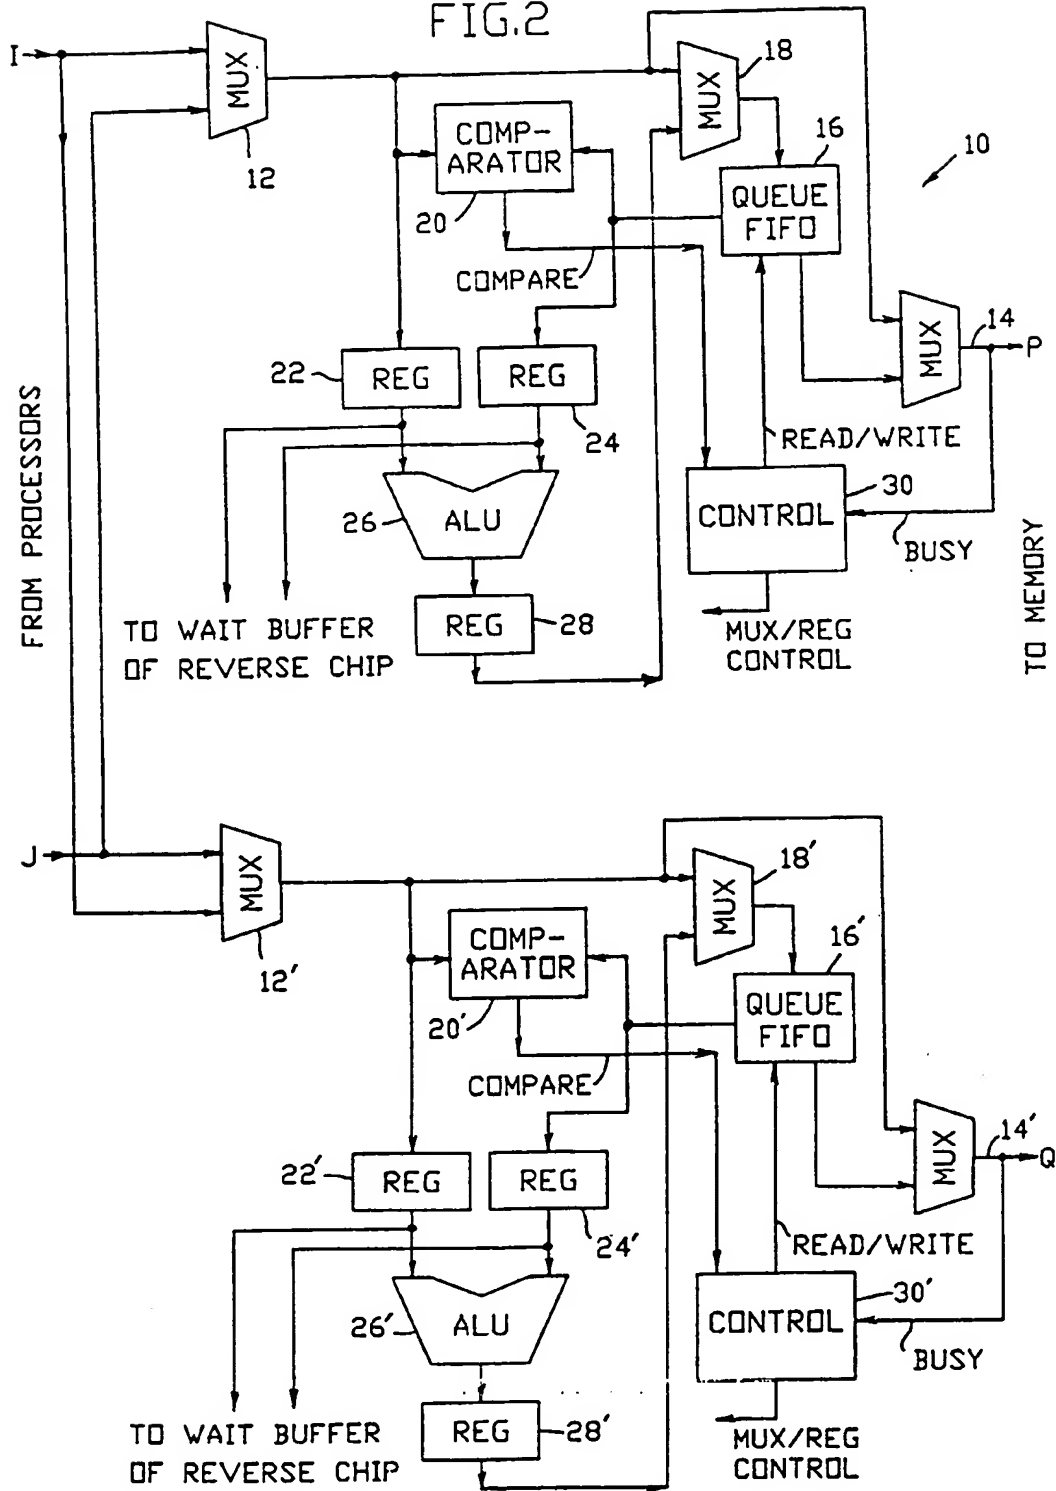 FIG.2
I
MUX
12
MUX
18
COMP-
ARATOR
20
16
QUEUE
FIFO
10
COMPARE
MUX
14
P
22
REG
REG
24
READ/WRITE
26
ALU
CONTROL
30
BUSY
FROM PROCESSORS
TO MEMORY
TO WAIT BUFFER
OF REVERSE CHIP
REG
28
MUX/REG
CONTROL
J
MUX
12'
MUX
18'
COMP-
ARATOR
20'
16'
QUEUE
FIFO
COMPARE
MUX
14'
Q
22'
REG
REG
24'
READ/WRITE
26'
ALU
CONTROL
30'
BUSY
TO WAIT BUFFER
OF REVERSE CHIP
REG
28'
MUX/REG
CONTROL